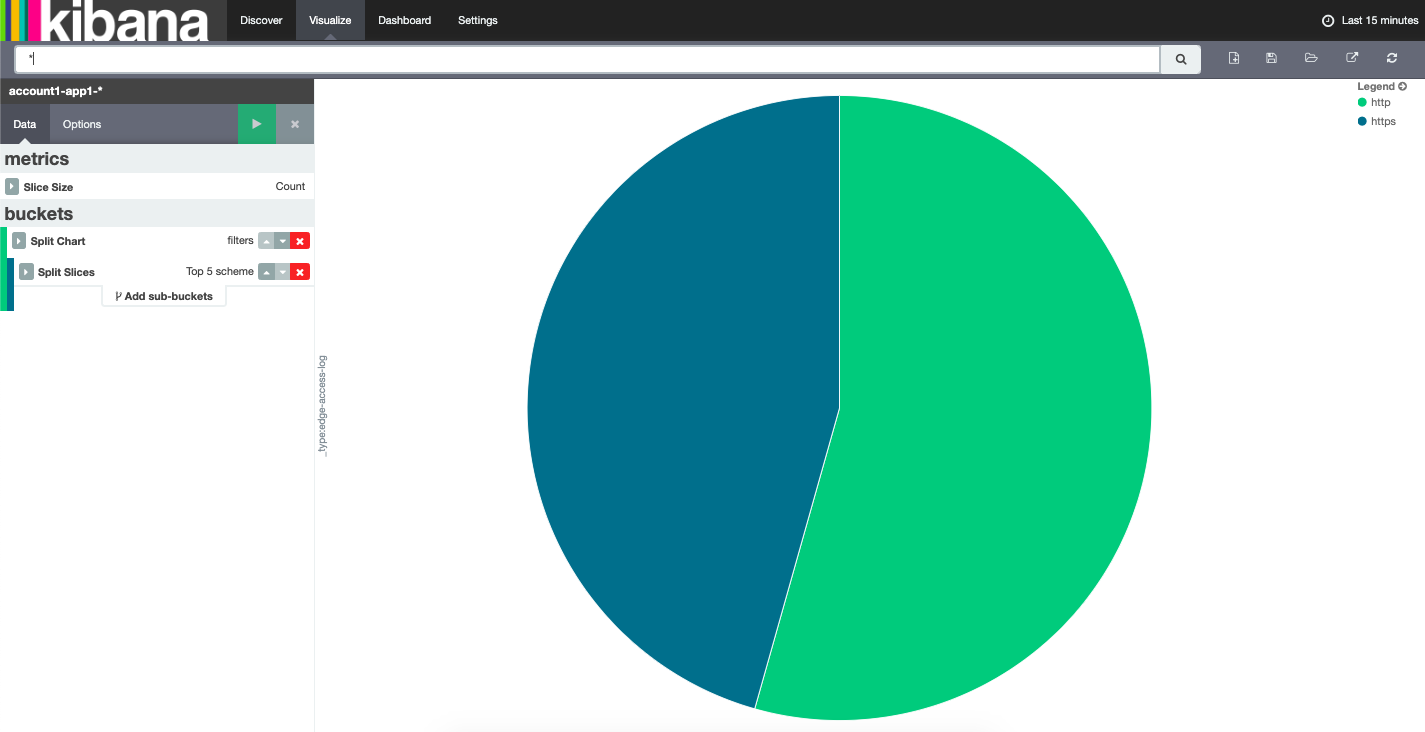 kibana Discover Visualize Dashboard Settings Last 15 minutes
*
account1-app1-*
Data Options
metrics
Slice Size Count
buckets
Split Chart filters
Split Slices Top 5 scheme
Add sub-buckets
_type:edge-access-log
Legend
http
https